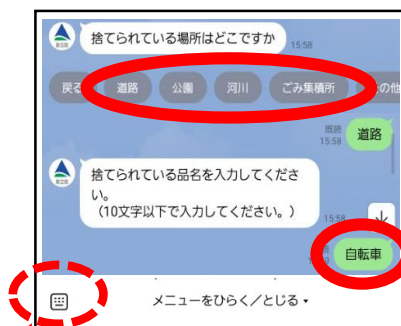 捨てられている場所はどこですか
15:58
戻る 道路 公園 河川 ごみ集積所 その他
既読
15:58
道路
捨てられている品名を入力してくださ
い。
(10文字以下で入力してください。)
15:58
自転車
メニューをひらく/とじる▾